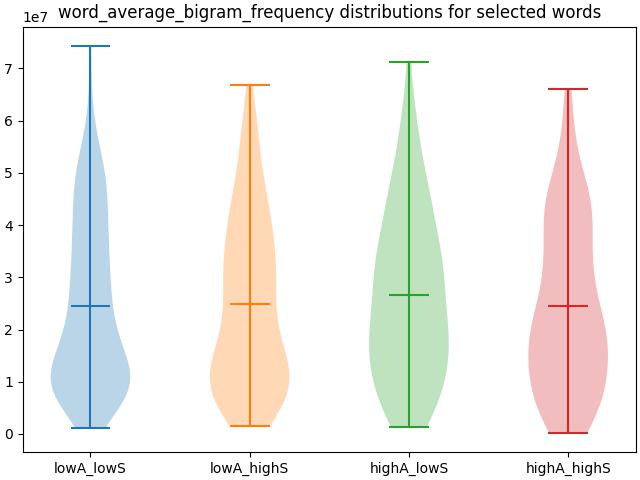 word_average_bigram_frequency distributions for selected words
1e7
7
6
5
4
3
2
1
0
lowA_lowS lowA_highS highA_lowS highA_highS